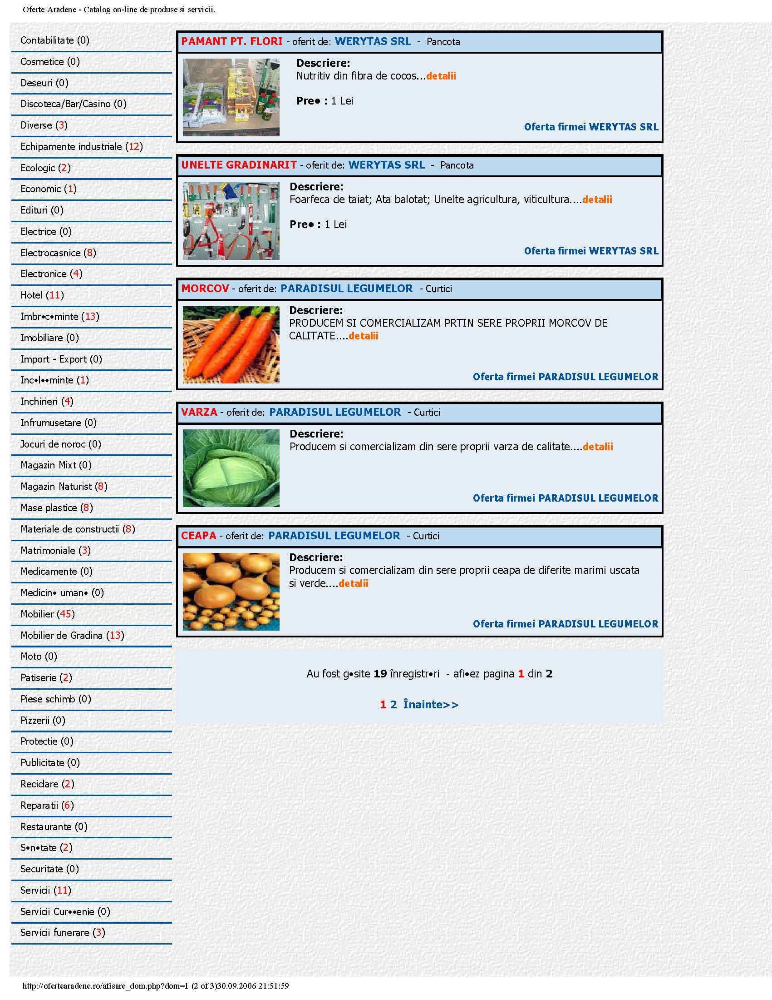 Oferte Aradene - Catalog on-line de produse si servicii.
Contabilitate (0)
Cosmetice (0)
Deseuri (0)
Discoteca/Bar/Casino (0)
Diverse (3)
Echipamente industriale (12)
Ecologic (2)
Economic (1)
Edituri (0)
Electrice (0)
Electrocasnice (8)
Electronice (4)
Hotel (11)
Imbr•c•minte (13)
Imobiliare (0)
Import - Export (0)
Inc•l••minte (1)
Inchirieri (4)
Infrumusetare (0)
Jocuri de noroc (0)
Magazin Mixt (0)
Magazin Naturist (8)
Mase plastice (8)
Materiale de constructii (8)
Matrimoniale (3)
Medicamente (0)
Medicin• uman• (0)
Mobilier (45)
Mobilier de Gradina (13)
Moto (0)
Patiserie (2)
Piese schimb (0)
Pizzerii (0)
Protectie (0)
Publicitate (0)
Reciclare (2)
Reparatii (6)
Restaurante (0)
S•n•tate (2)
Securitate (0)
Servicii (11)
Servicii Cur••enie (0)
Servicii funerare (3)
PAMANT PT. FLORI - oferit de: WERYTAS SRL - Pancota
Descriere:
Nutritiv din fibra de cocos...detalii
Pre• : 1 Lei
Oferta firmei WERYTAS SRL
UNELTE GRADINARIT - oferit de: WERYTAS SRL - Pancota
Descriere:
Foarfeca de taiat; Ata balotat; Unelte agricultura, viticultura....detalii
Pre• : 1 Lei
Oferta firmei WERYTAS SRL
MORCOV - oferit de: PARADISUL LEGUMELOR - Curtici
Descriere:
PRODUCEM SI COMERCIALIZAM PRTIN SERE PROPRII MORCOV DE
CALITATE....detalii
Oferta firmei PARADISUL LEGUMELOR
VARZA - oferit de: PARADISUL LEGUMELOR - Curtici
Descriere:
Producem si comercializam din sere proprii varza de calitate....detalii
Oferta firmei PARADISUL LEGUMELOR
CEAPA - oferit de: PARADISUL LEGUMELOR - Curtici
Descriere:
Producem si comercializam din sere proprii ceapa de diferite marimi uscata
si verde....detalii
Oferta firmei PARADISUL LEGUMELOR
Au fost g•site 19 înregistr•ri - afi•ez pagina 1 din 2
1 2 Înainte>>
http://ofertearadene.ro/afisare_dom.php?dom=1 (2 of 3)30.09.2006 21:51:59